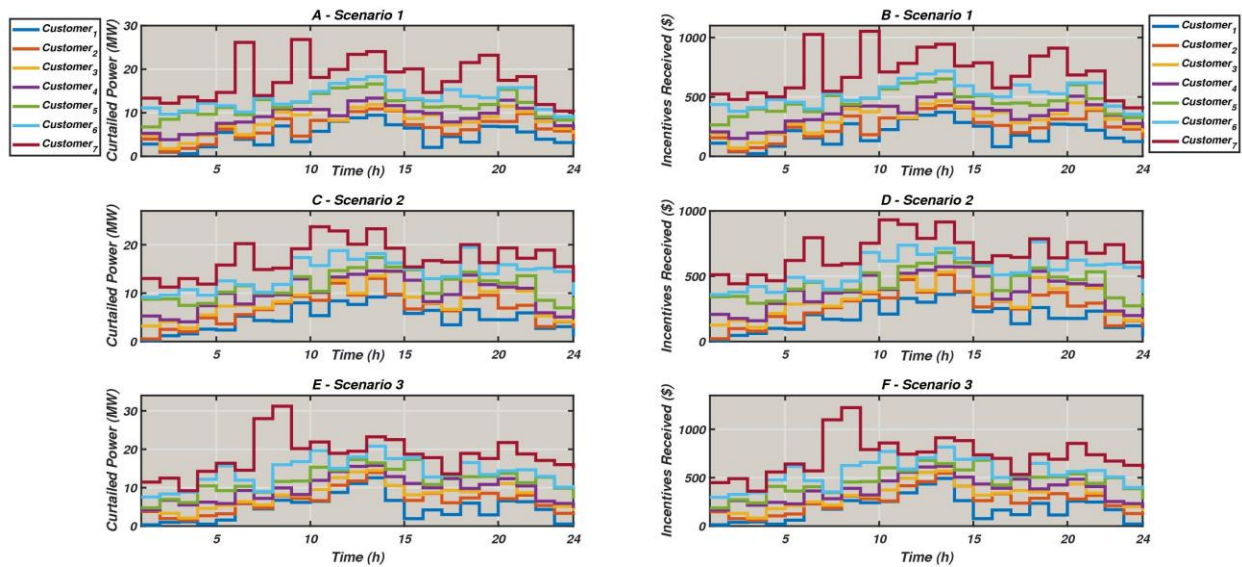 A - Scenario 1
Customer1
Customer2
Customer3
Customer4
Customer5
Customer6
Customer7
Curtailed Power (MW)
30
20
10
0
5
10
15
20
24
Time (h)
B - Scenario 1
Incentives Received ($)
1000
500
0
5
10
15
20
24
Time (h)
Customer1
Customer2
Customer3
Customer4
Customer5
Customer6
Customer7
C - Scenario 2
Curtailed Power (MW)
20
10
0
5
10
15
20
24
Time (h)
D - Scenario 2
Incentives Received ($)
1000
500
0
5
10
15
20
24
Time (h)
E - Scenario 3
Curtailed Power (MW)
30
20
10
0
5
10
15
20
24
Time (h)
F - Scenario 3
Incentives Received ($)
1000
500
0
5
10
15
20
24
Time (h)